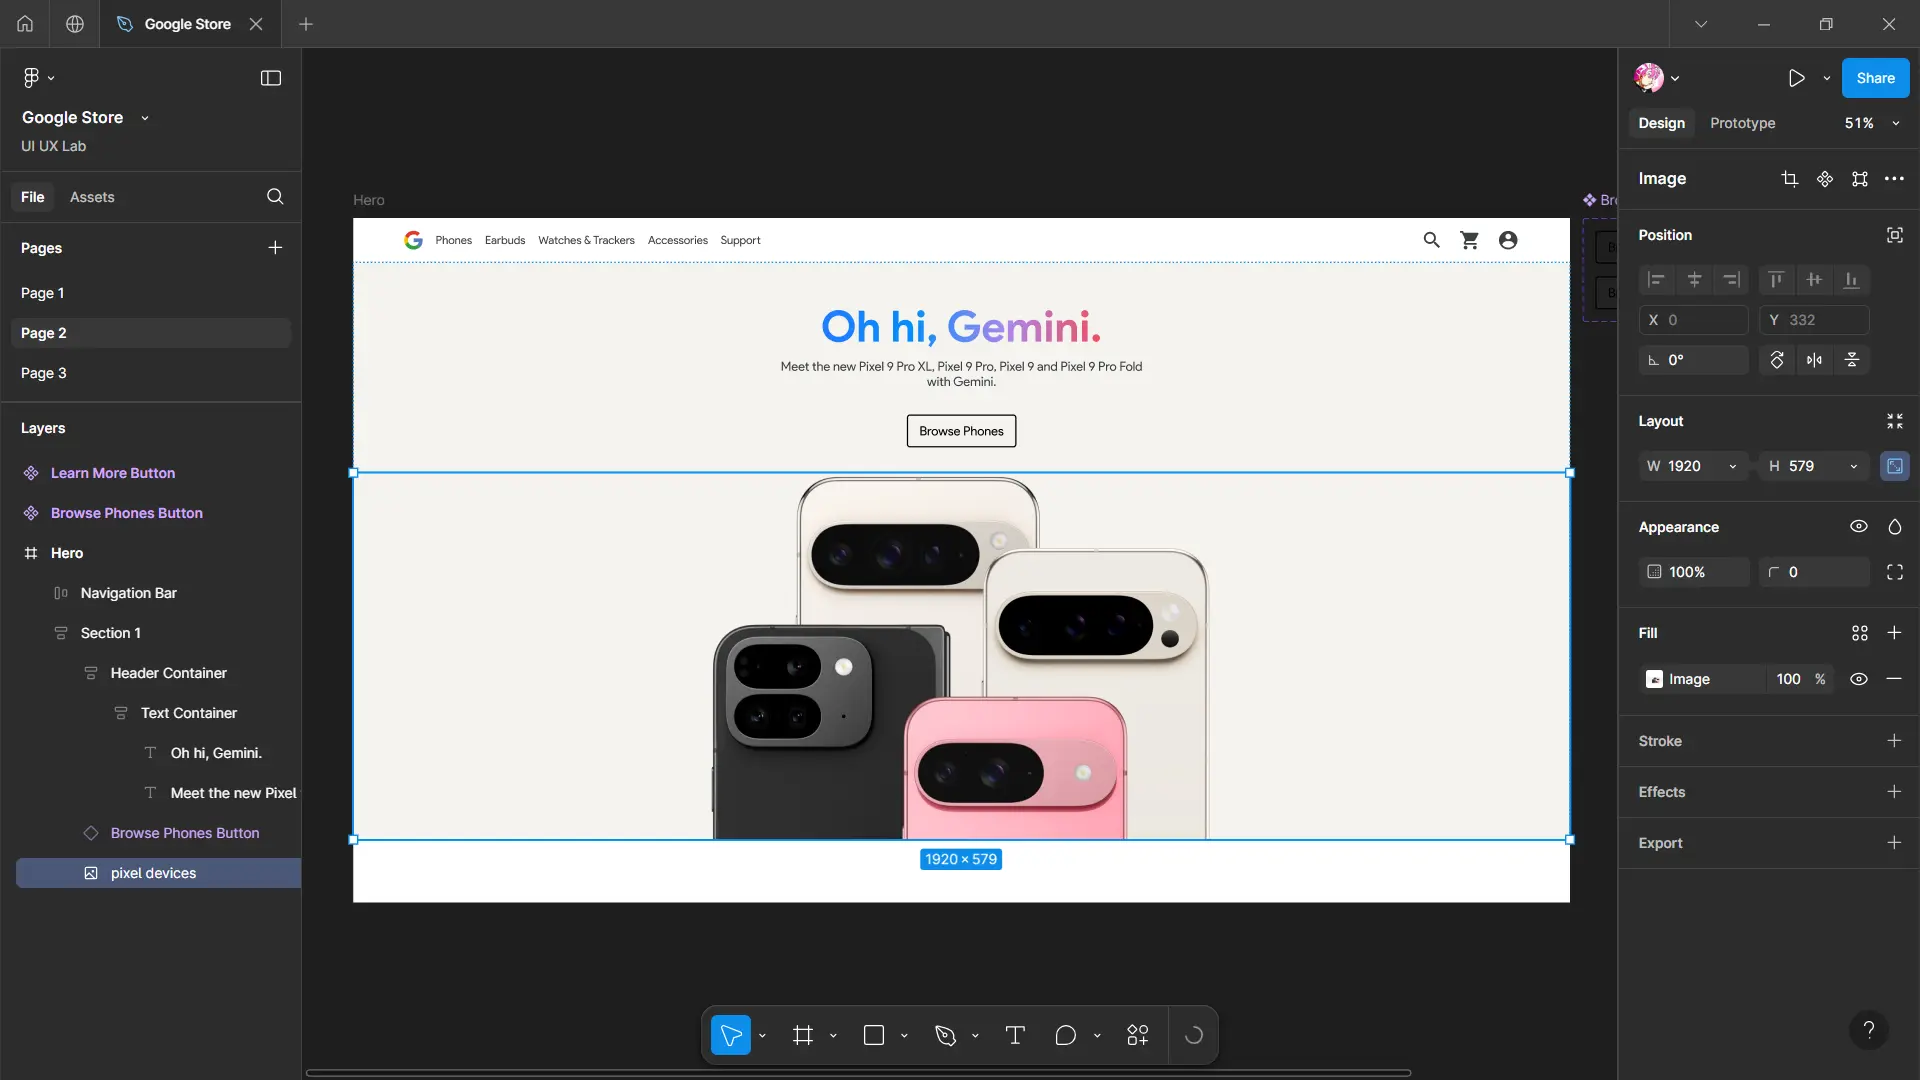 Google Store
Google Store
UI UX Lab
File
Assets
Pages
Page 1
Page 2
Page 3
Layers
Learn More Button
Browse Phones Button
Hero
Navigation Bar
Section 1
Header Container
Text Container
Oh hi, Gemini.
Meet the new Pixel
Browse Phones Button
pixel devices
Hero
Bro
Phones
Earbuds
Watches & Trackers
Accessories
Support
Oh hi, Gemini.
Meet the new Pixel 9 Pro XL, Pixel 9 Pro, Pixel 9 and Pixel 9 Pro Fold
with Gemini.
Browse Phones
B
B
1920 × 579
Share
Design
Prototype
51%
Image
Position
X 0
Y 332
0°
Layout
W 1920
H 579
Appearance
100%
0
Fill
Image
100 %
Stroke
Effects
Export
?